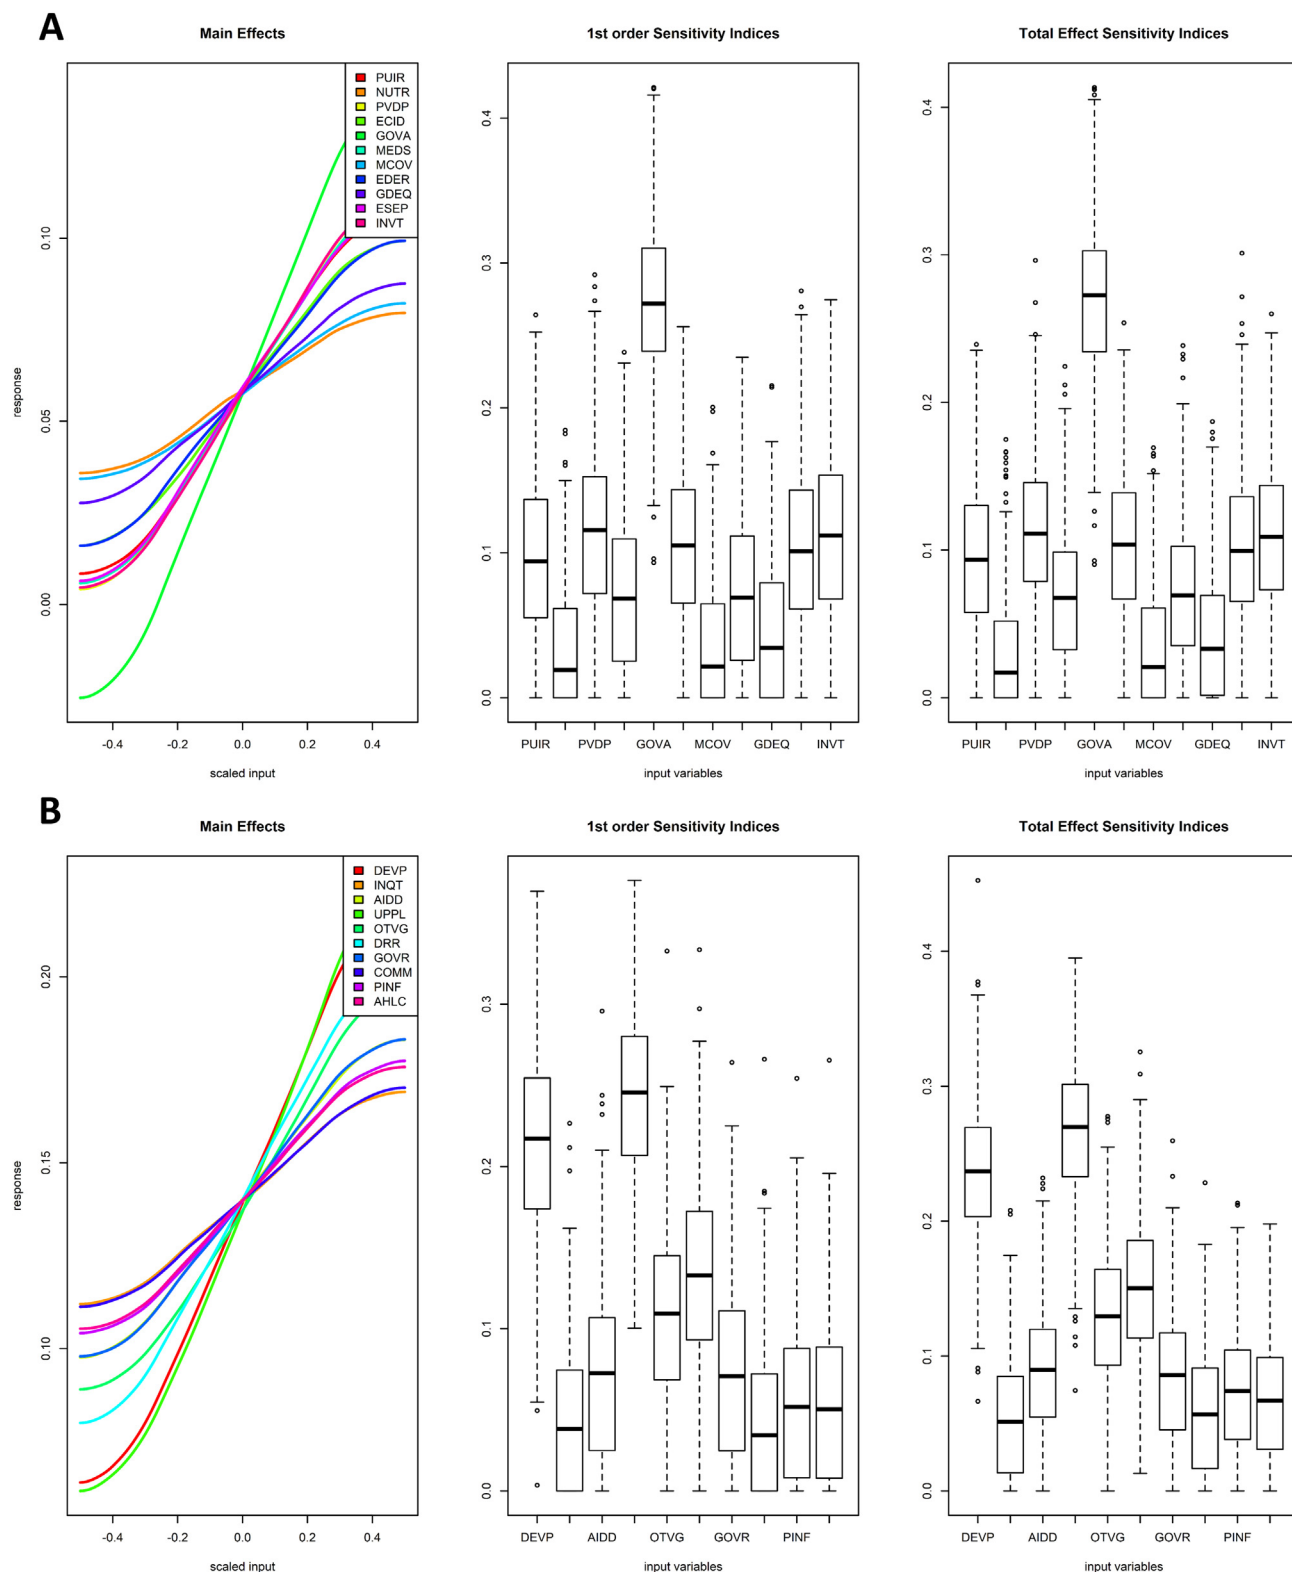 A
Main Effects
1st order Sensitivity Indices
Total Effect Sensitivity Indices
PUIR
NUTR
PVDP
ECID
GOVA
MEDS
MCOV
EDER
GDEQ
ESEP
INVT
response
0.10
0.05
0.00
-0.4 -0.2 0.0 0.2 0.4
scaled input
0.4
0.3
0.2
0.1
0.0
PUIR PVDP GOVA MCOV GDEQ INVT
input variables
0.4
0.3
0.2
0.1
0.0
PUIR PVDP GOVA MCOV GDEQ INVT
input variables
B
Main Effects
1st order Sensitivity Indices
Total Effect Sensitivity Indices
DEVP
INQT
AIDD
UPPL
OTVG
DRR
GOVR
COMM
PINF
AHLC
response
0.20
0.15
0.10
-0.4 -0.2 0.0 0.2 0.4
scaled input
0.3
0.2
0.1
0.0
DEVP AIDD OTVG GOVR PINF
input variables
0.4
0.3
0.2
0.1
0.0
DEVP AIDD OTVG GOVR PINF
input variables